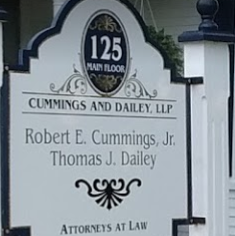 125
MAIN FLOOR
CUMMINGS AND DAILEY, LLP
Robert E. Cummings, Jr.
Thomas J. Dailey
ATTORNEYS AT LAW